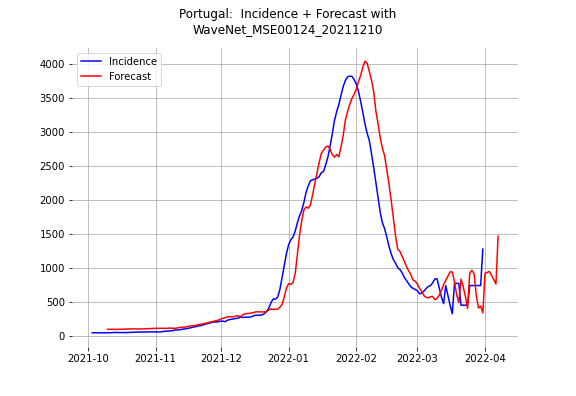 Portugal:  Incidence + Forecast with
WaveNet_MSE00124_20211210
Incidence
Forecast
4000
3500
3000
2500
2000
1500
1000
500
0
2021-10 2021-11 2021-12 2022-01 2022-02 2022-03 2022-04